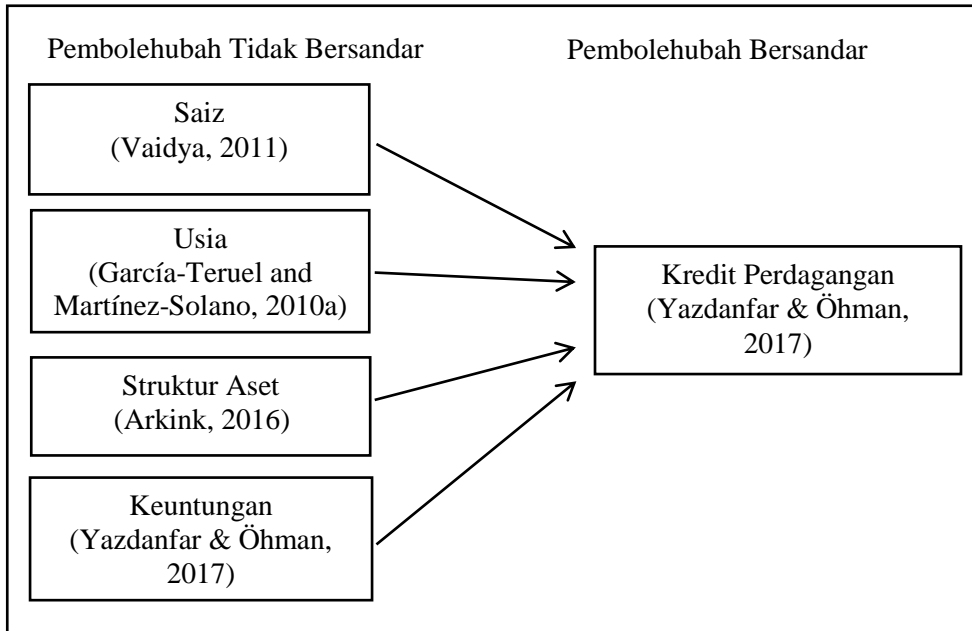 Pembolehubah Tidak Bersandar
Pembolehubah Bersandar
Saiz
(Vaidya, 2011)
Usia
(García-Teruel and
Martínez-Solano, 2010a)
Struktur Aset
(Arkink, 2016)
Keuntungan
(Yazdanfar & Öhman,
2017)
Kredit Perdagangan
(Yazdanfar & Öhman,
2017)